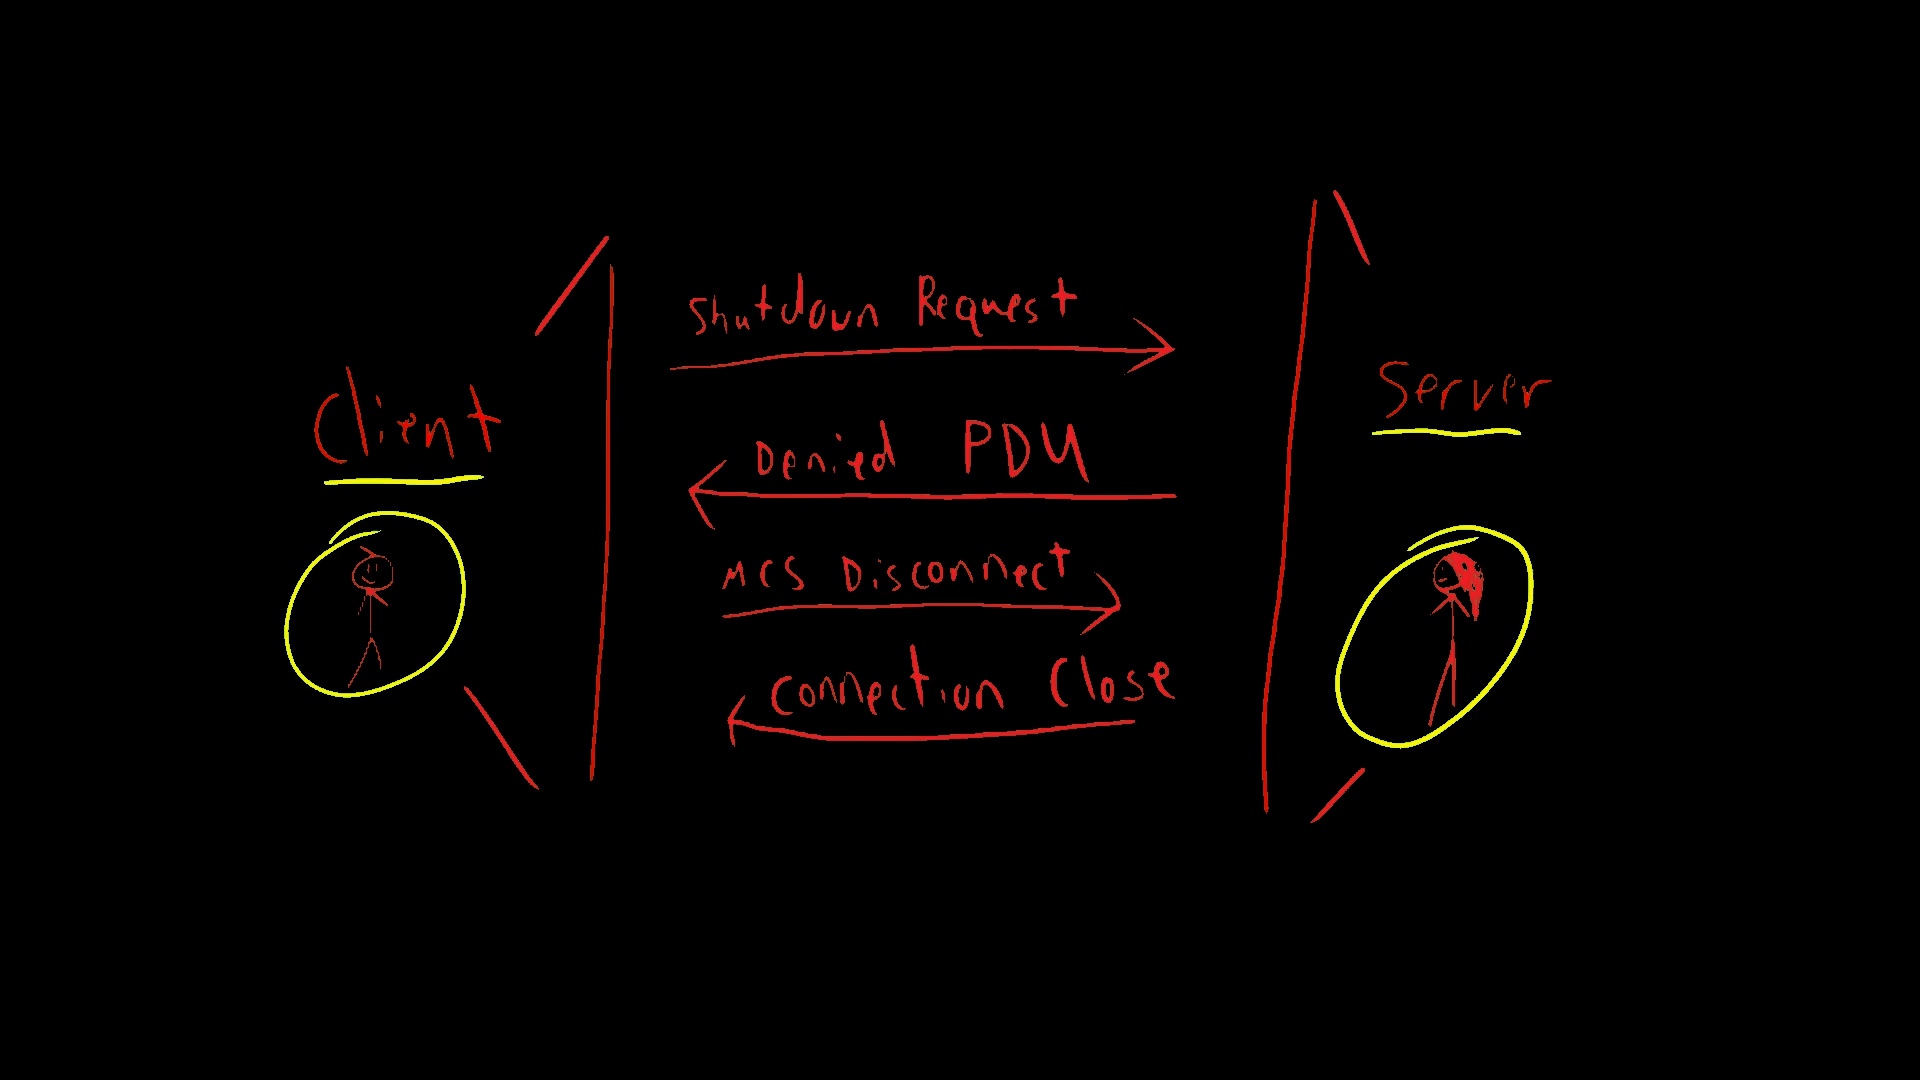 Shutdown Request
Client
Server
Denied PDU
MCS Disconnect
Connection Close